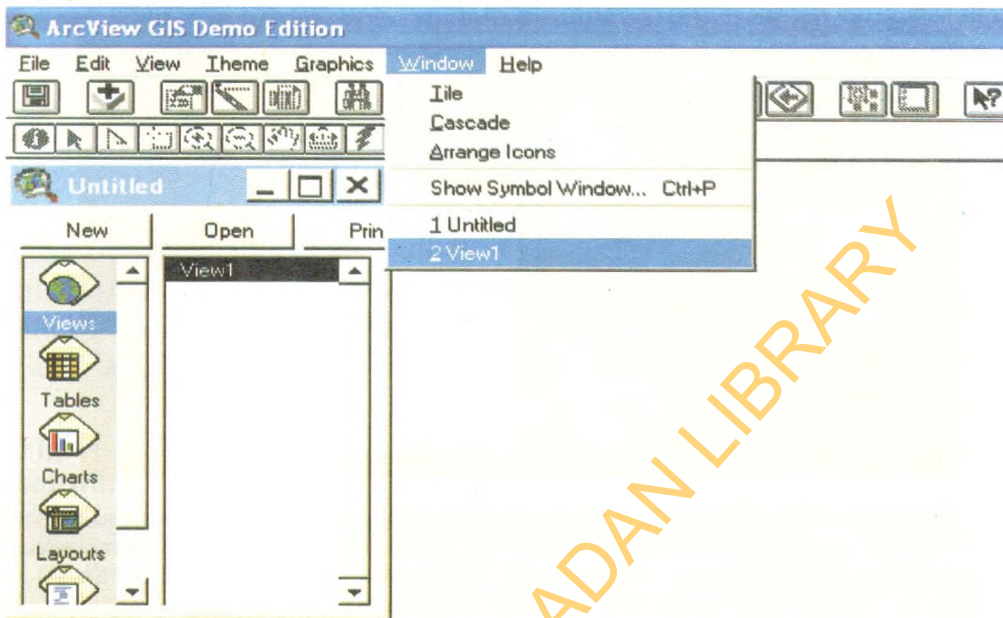 ArcView GIS Demo Edition
File Edit View Theme Graphics Window Help
Tile
Cascade
Arrange Icons
Show Symbol Window... Ctrl+P
1 Untitled
2 View1
Untitled
New Open Prin
View1
Views
Tables
Charts
Layouts
ADAN LIBRARY